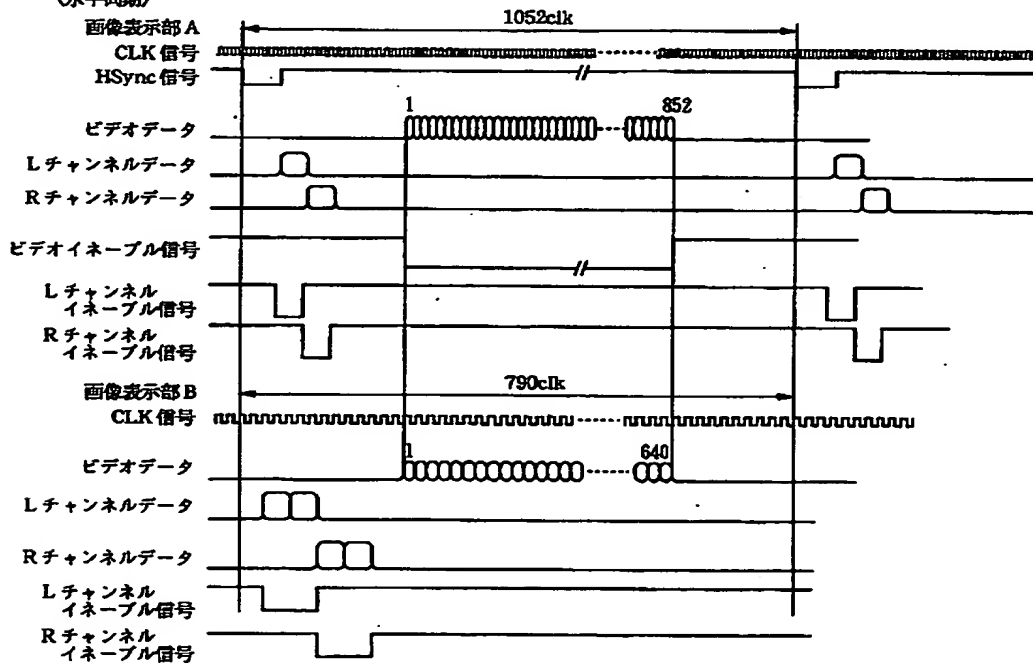 〈水平同期〉
画像表示部A
1052clk
CLK信号
HSync信号
1
852
ビデオデータ
Lチャンネルデータ
Rチャンネルデータ
ビデオイネーブル信号
Lチャンネル
イネーブル信号
Rチャンネル
イネーブル信号
画像表示部B
790clk
CLK信号
1
640
ビデオデータ
Lチャンネルデータ
Rチャンネルデータ
Lチャンネル
イネーブル信号
Rチャンネル
イネーブル信号